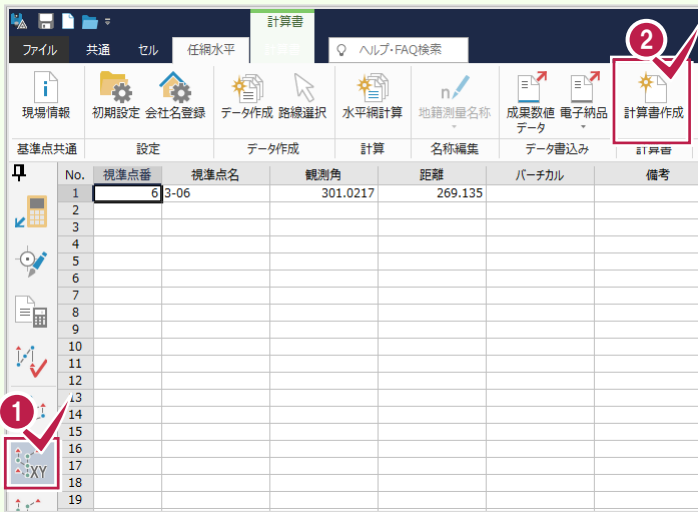 計算書
ファイル 共通 セル 任網水平 ヘルプ・FAQ検索
2
現場情報 初期設定 会社名登録 データ作成 路線選択 水平網計算 地籍測量名称 成果数値データ 電子納品 計算書作成
基準点共通 設定 データ作成 計算 名称編集 データ書込み 計算書
No. 視準点番 視準点名 観測角 距離 バーチカル 備考
1 6 3-06 301.0217 269.135
2
3
4
5
6
7
8
9
10
11
12
13
1
14
15
16
XY
17
18
19